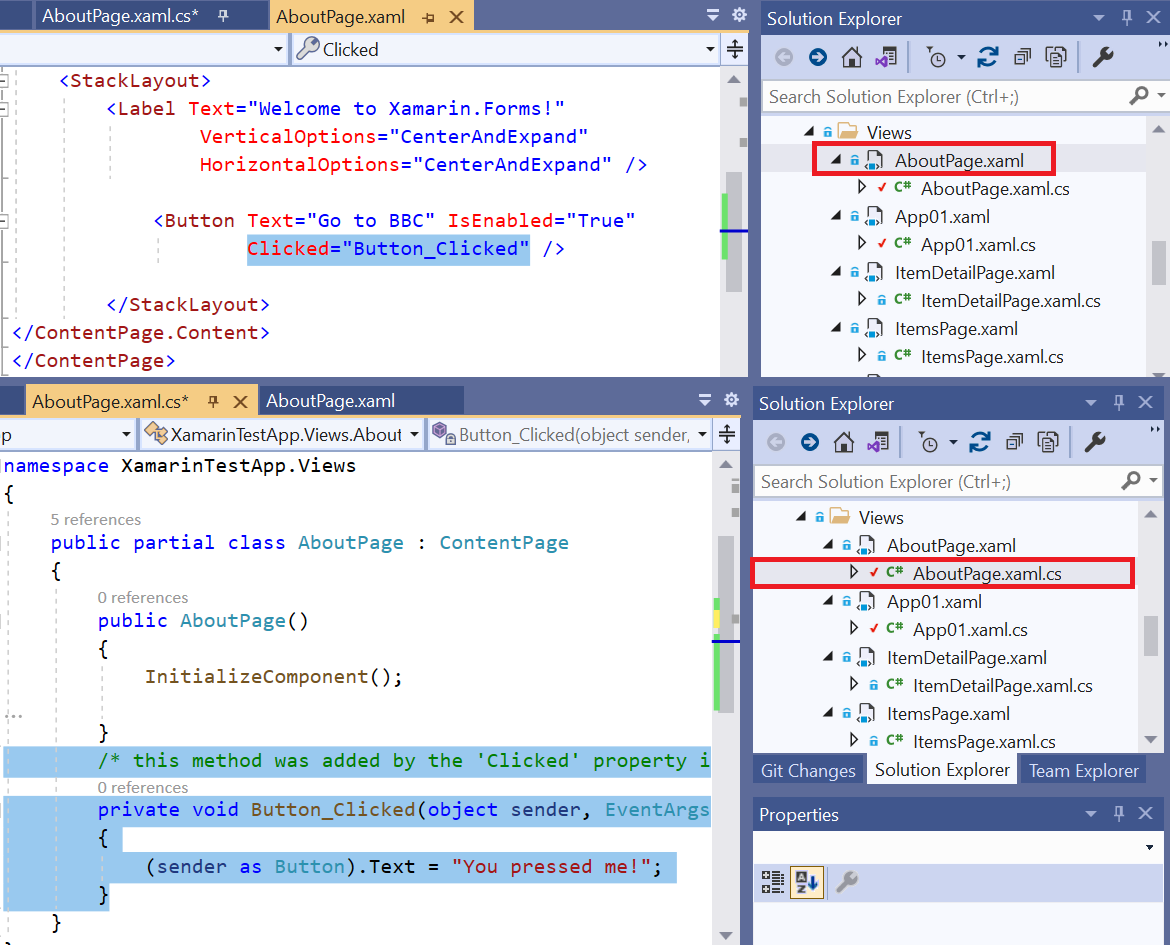 AboutPage.xaml.cs*
AboutPage.xaml
Clicked
<StackLayout>
<Label Text="Welcome to Xamarin.Forms!"
VerticalOptions="CenterAndExpand"
HorizontalOptions="CenterAndExpand" />
<Button Text="Go to BBC" IsEnabled="True"
Clicked="Button_Clicked" />
</StackLayout>
</ContentPage.Content>
</ContentPage>
Solution Explorer
Search Solution Explorer (Ctrl+;)
Views
AboutPage.xaml
C# AboutPage.xaml.cs
App01.xaml
C# App01.xaml.cs
ItemDetailPage.xaml
C# ItemDetailPage.xaml.cs
ItemsPage.xaml
C# ItemsPage.xaml.cs
AboutPage.xaml.cs*
AboutPage.xaml
p
XamarinTestApp.Views.About
Button_Clicked(object sender,
namespace XamarinTestApp.Views
{
5 references
public partial class AboutPage : ContentPage
{
0 references
public AboutPage()
{
InitializeComponent();
}
/* this method was added by the 'Clicked' property i
0 references
private void Button_Clicked(object sender, EventArgs
{
(sender as Button).Text = "You pressed me!";
}
}
Solution Explorer
Search Solution Explorer (Ctrl+;)
Views
AboutPage.xaml
C# AboutPage.xaml.cs
App01.xaml
C# App01.xaml.cs
ItemDetailPage.xaml
C# ItemDetailPage.xaml.cs
ItemsPage.xaml
C# ItemsPage.xaml.cs
Git Changes
Solution Explorer
Team Explorer
Properties